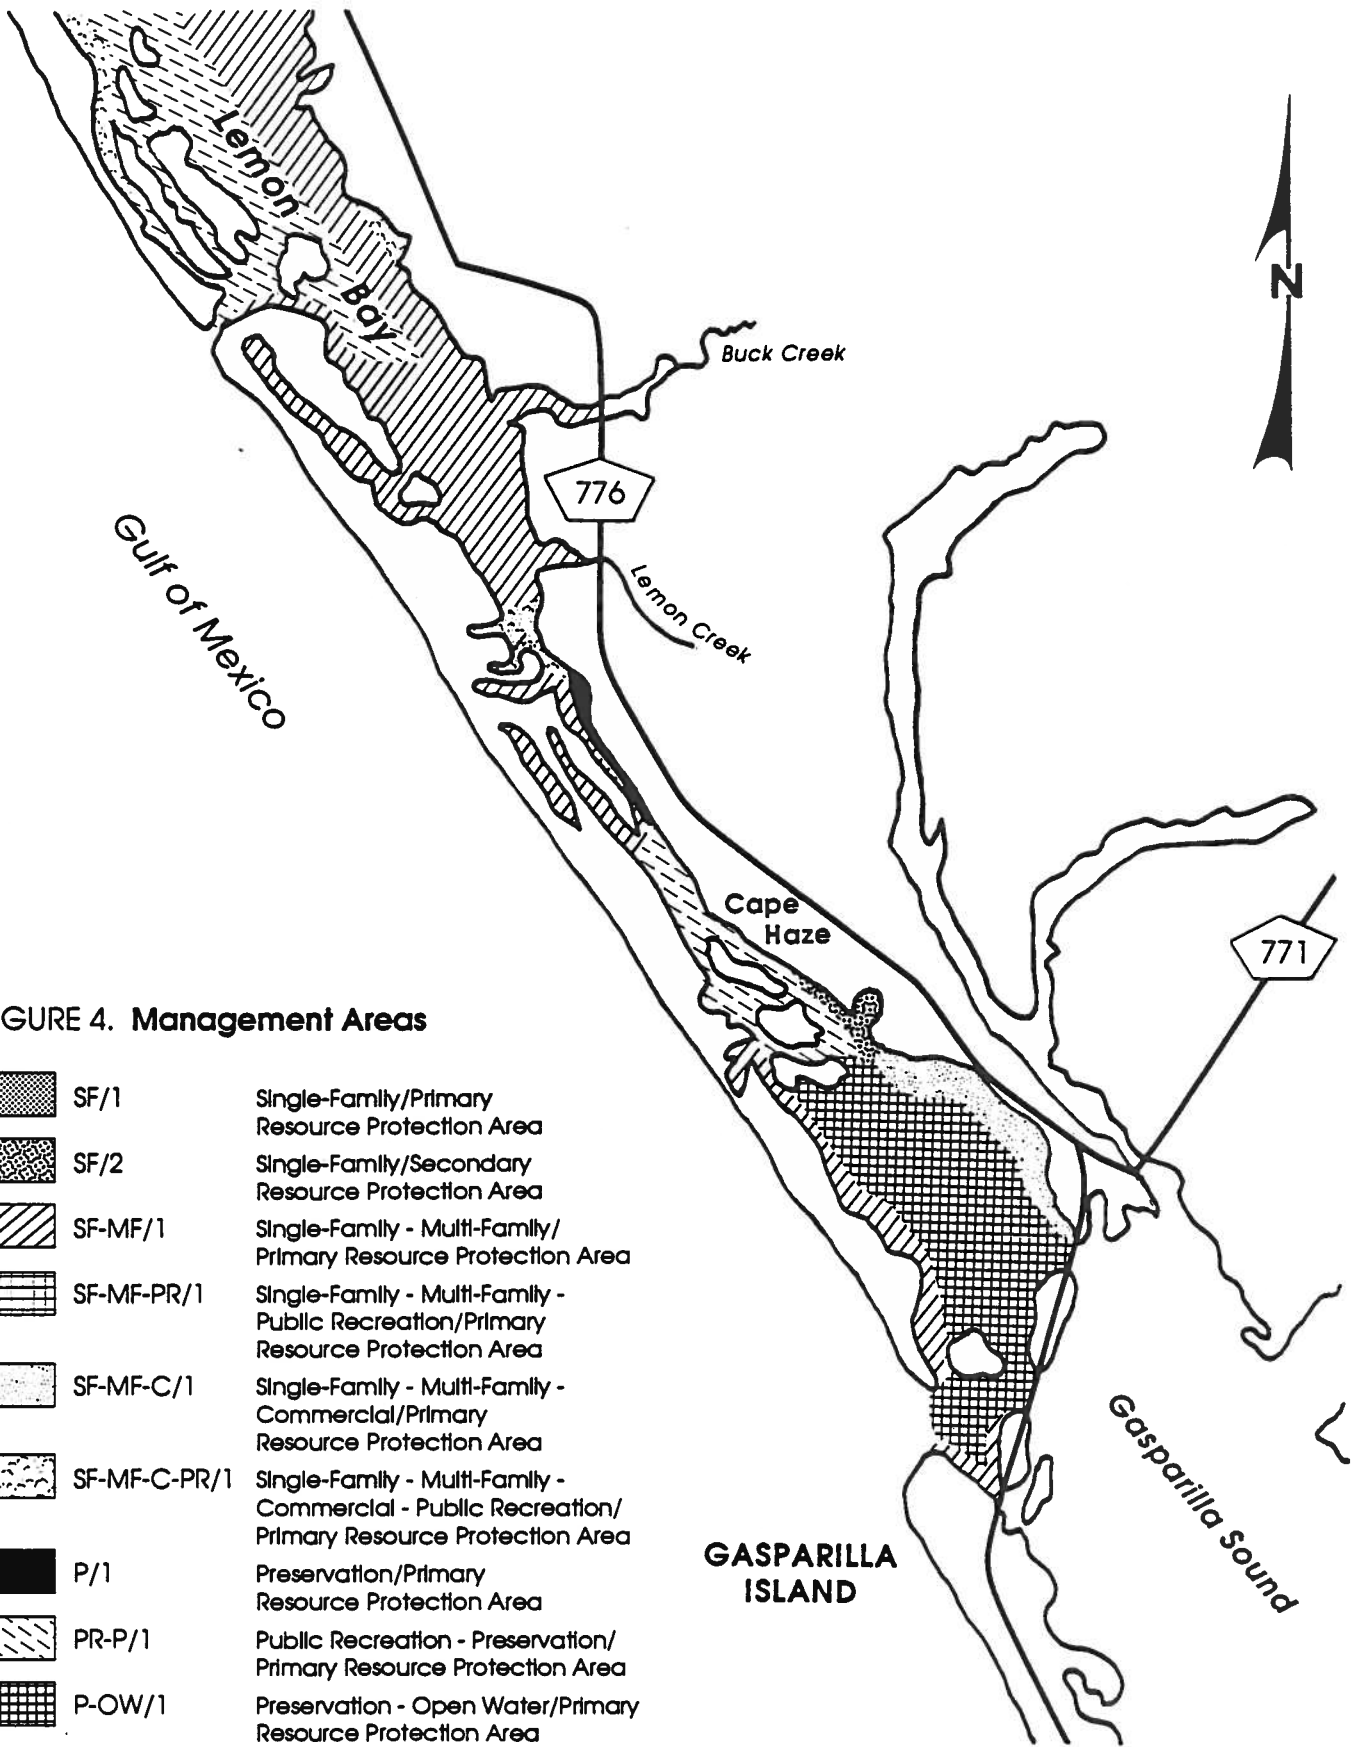 Lemon
Bay
N
Buck Creek
776
Gulf of Mexico
Lemon Creek
Cape
Haze
771
GURE 4. Management Areas
SF/1 Single-Family/Primary
Resource Protection Area
SF/2 Single-Family/Secondary
Resource Protection Area
SF-MF/1 Single-Family - Multi-Family/
Primary Resource Protection Area
SF-MF-PR/1 Single-Family - Multi-Family -
Public Recreation/Primary
Resource Protection Area
SF-MF-C/1 Single-Family - Multi-Family -
Commercial/Primary
Resource Protection Area
SF-MF-C-PR/1 Single-Family - Multi-Family -
Commercial - Public Recreation/
Primary Resource Protection Area
P/1 Preservation/Primary
Resource Protection Area
PR-P/1 Public Recreation - Preservation/
Primary Resource Protection Area
P-OW/1 Preservation - Open Water/Primary
Resource Protection Area
Gasparilla Sound
GASPARILLA
ISLAND